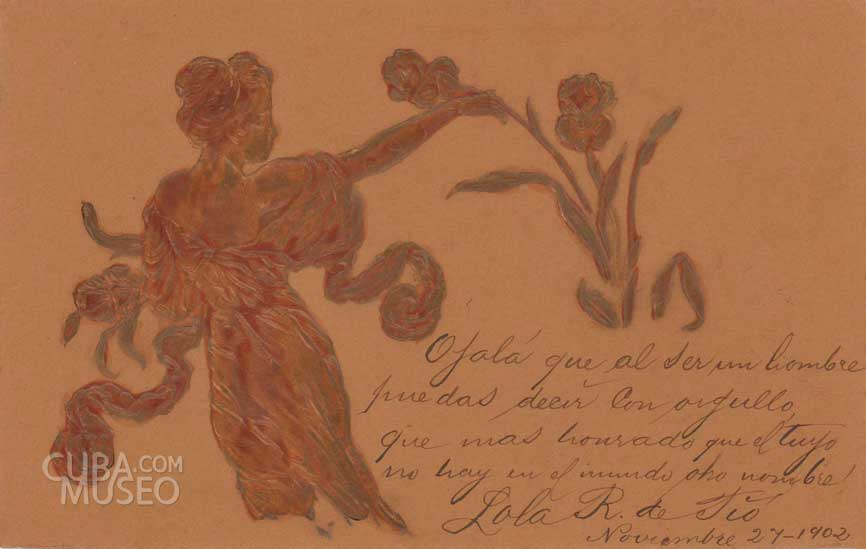 Ojalá que al ser un hombre
puedas decir con orgullo,
que mas honrado que el tuyo
no hay en el mundo otro nombre!
Lola R. de Tió
Noviembre 27-1902
CUBA.COM
MUSEO